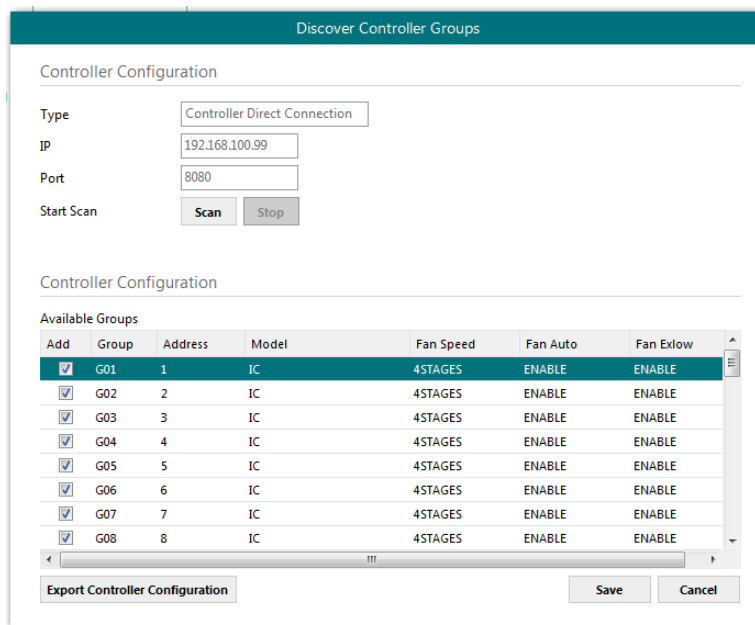 Discover Controller Groups
Controller Configuration
Type Controller Direct Connection
IP 192.168.100.99
Port 8080
Start Scan Scan Stop
Controller Configuration
Available Groups
Add Group Address Model Fan Speed Fan Auto Fan Exlow
G01 1 IC 4STAGES ENABLE ENABLE
G02 2 IC 4STAGES ENABLE ENABLE
G03 3 IC 4STAGES ENABLE ENABLE
G04 4 IC 4STAGES ENABLE ENABLE
G05 5 IC 4STAGES ENABLE ENABLE
G06 6 IC 4STAGES ENABLE ENABLE
G07 7 IC 4STAGES ENABLE ENABLE
G08 8 IC 4STAGES ENABLE ENABLE
Export Controller Configuration Save Cancel